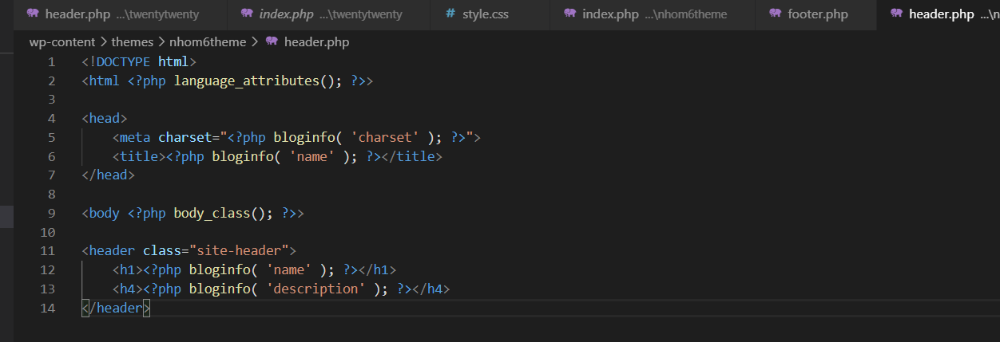 header.php ...\twentytwenty index.php ...\twentytwenty # style.css index.php ...\nhom6theme footer.php header.php ...\n
wp-content > themes > nhom6theme > header.php
1 <!DOCTYPE html>
2 <html <?php language_attributes(); ?>>
3
4 <head>
5 <meta charset="<?php bloginfo( 'charset' ); ?>">
6 <title><?php bloginfo( 'name' ); ?></title>
7 </head>
8
9 <body <?php body_class(); ?>>
10
11 <header class="site-header">
12 <h1><?php bloginfo( 'name' ); ?></h1>
13 <h4><?php bloginfo( 'description' ); ?></h4>
14 </header>